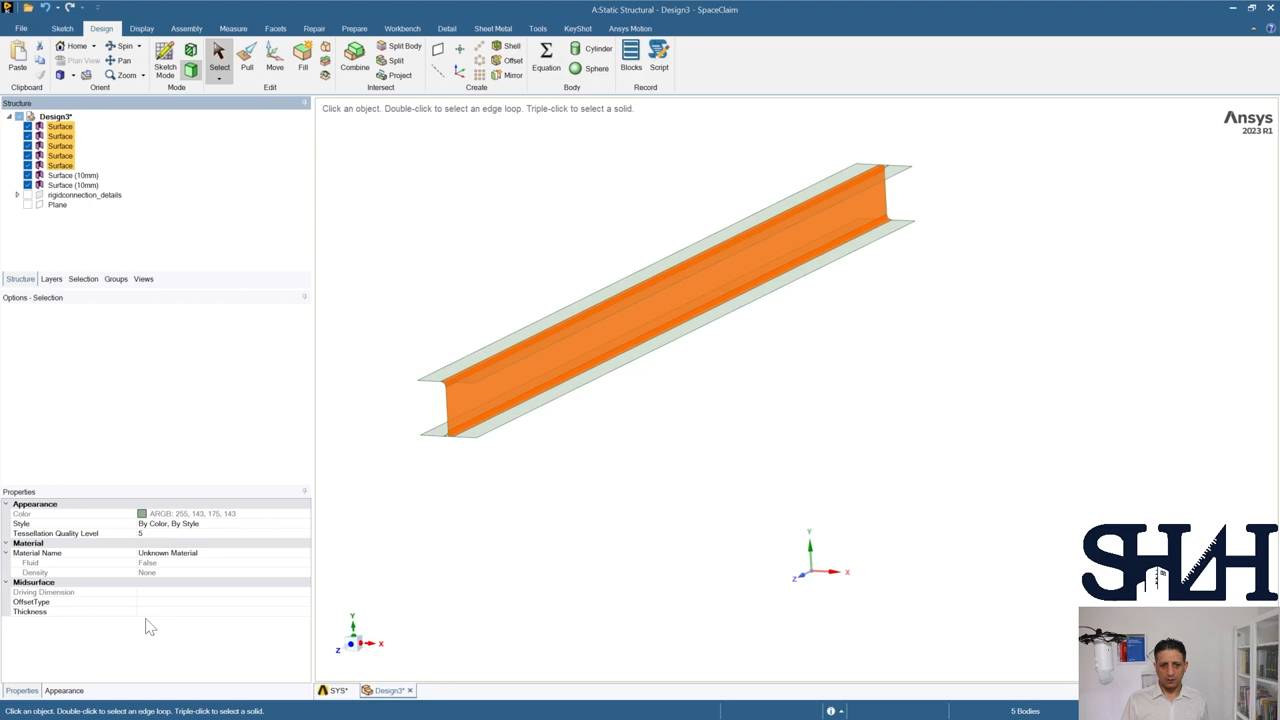 A:Static Structural - Design3 - SpaceClaim
File Sketch Design Display Assembly Measure Facets Repair Prepare Workbench Detail Sheet Metal Tools KeyShot Ansys Motion
Paste
Clipboard
Home
Spin
Plan View
Pan
Zoom
Orient
Sketch Mode
Mode
Select
Pull
Move
Fill
Edit
Combine
Split Body
Split
Project
Intersect
Shell
Offset
Mirror
Create
Equation
Cylinder
Sphere
Body
Blocks
Script
Record
Structure
Design3*
Surface
Surface
Surface
Surface
Surface
Surface (10mm)
Surface (10mm)
rigidconnection_details
Plane
Structure Layers Selection Groups Views
Options - Selection
Properties
Appearance
Color ARGB: 255, 143, 175, 143
Style By Color, By Style
Tessellation Quality Level 5
Material
Material Name Unknown Material
Fluid False
Density None
Midsurface
Driving Dimension
OffsetType
Thickness
Properties Appearance
Click an object. Double-click to select an edge loop. Triple-click to select a solid.
Ansys
2023 R1
Y
X
Z
Y
X
Z
SYS*
Design3*
Click an object. Double-click to select an edge loop. Triple-click to select a solid.
5 Bodies